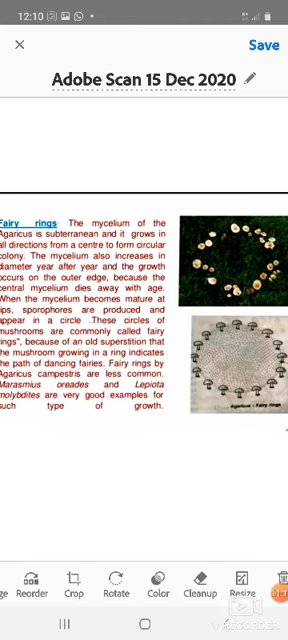 12:10
Save
Adobe Scan 15 Dec 2020
Fairy rings The mycelium of the
Agaricus is subterranean and it grows in
all directions from a centre to form circular
colony. The mycelium also increases in
diameter year after year and the growth
occurs on the outer edge, because the
central mycelium dies away with age.
When the mycelium becomes mature at
tips, sporophores are produced and
appear in a circle .These circles of
mushrooms are commonly called fairy
rings", because of an old superstition that
the mushroom growing in a ring indicates
the path of dancing fairies. Fairy rings by
Agaricus campestris are less common.
Marasmius oreades and Lepiota
molybdites are very good examples for
such type of growth.
Agaricus : Fairy rings
Reorder Crop Rotate Color Cleanup Resize
RECORDER